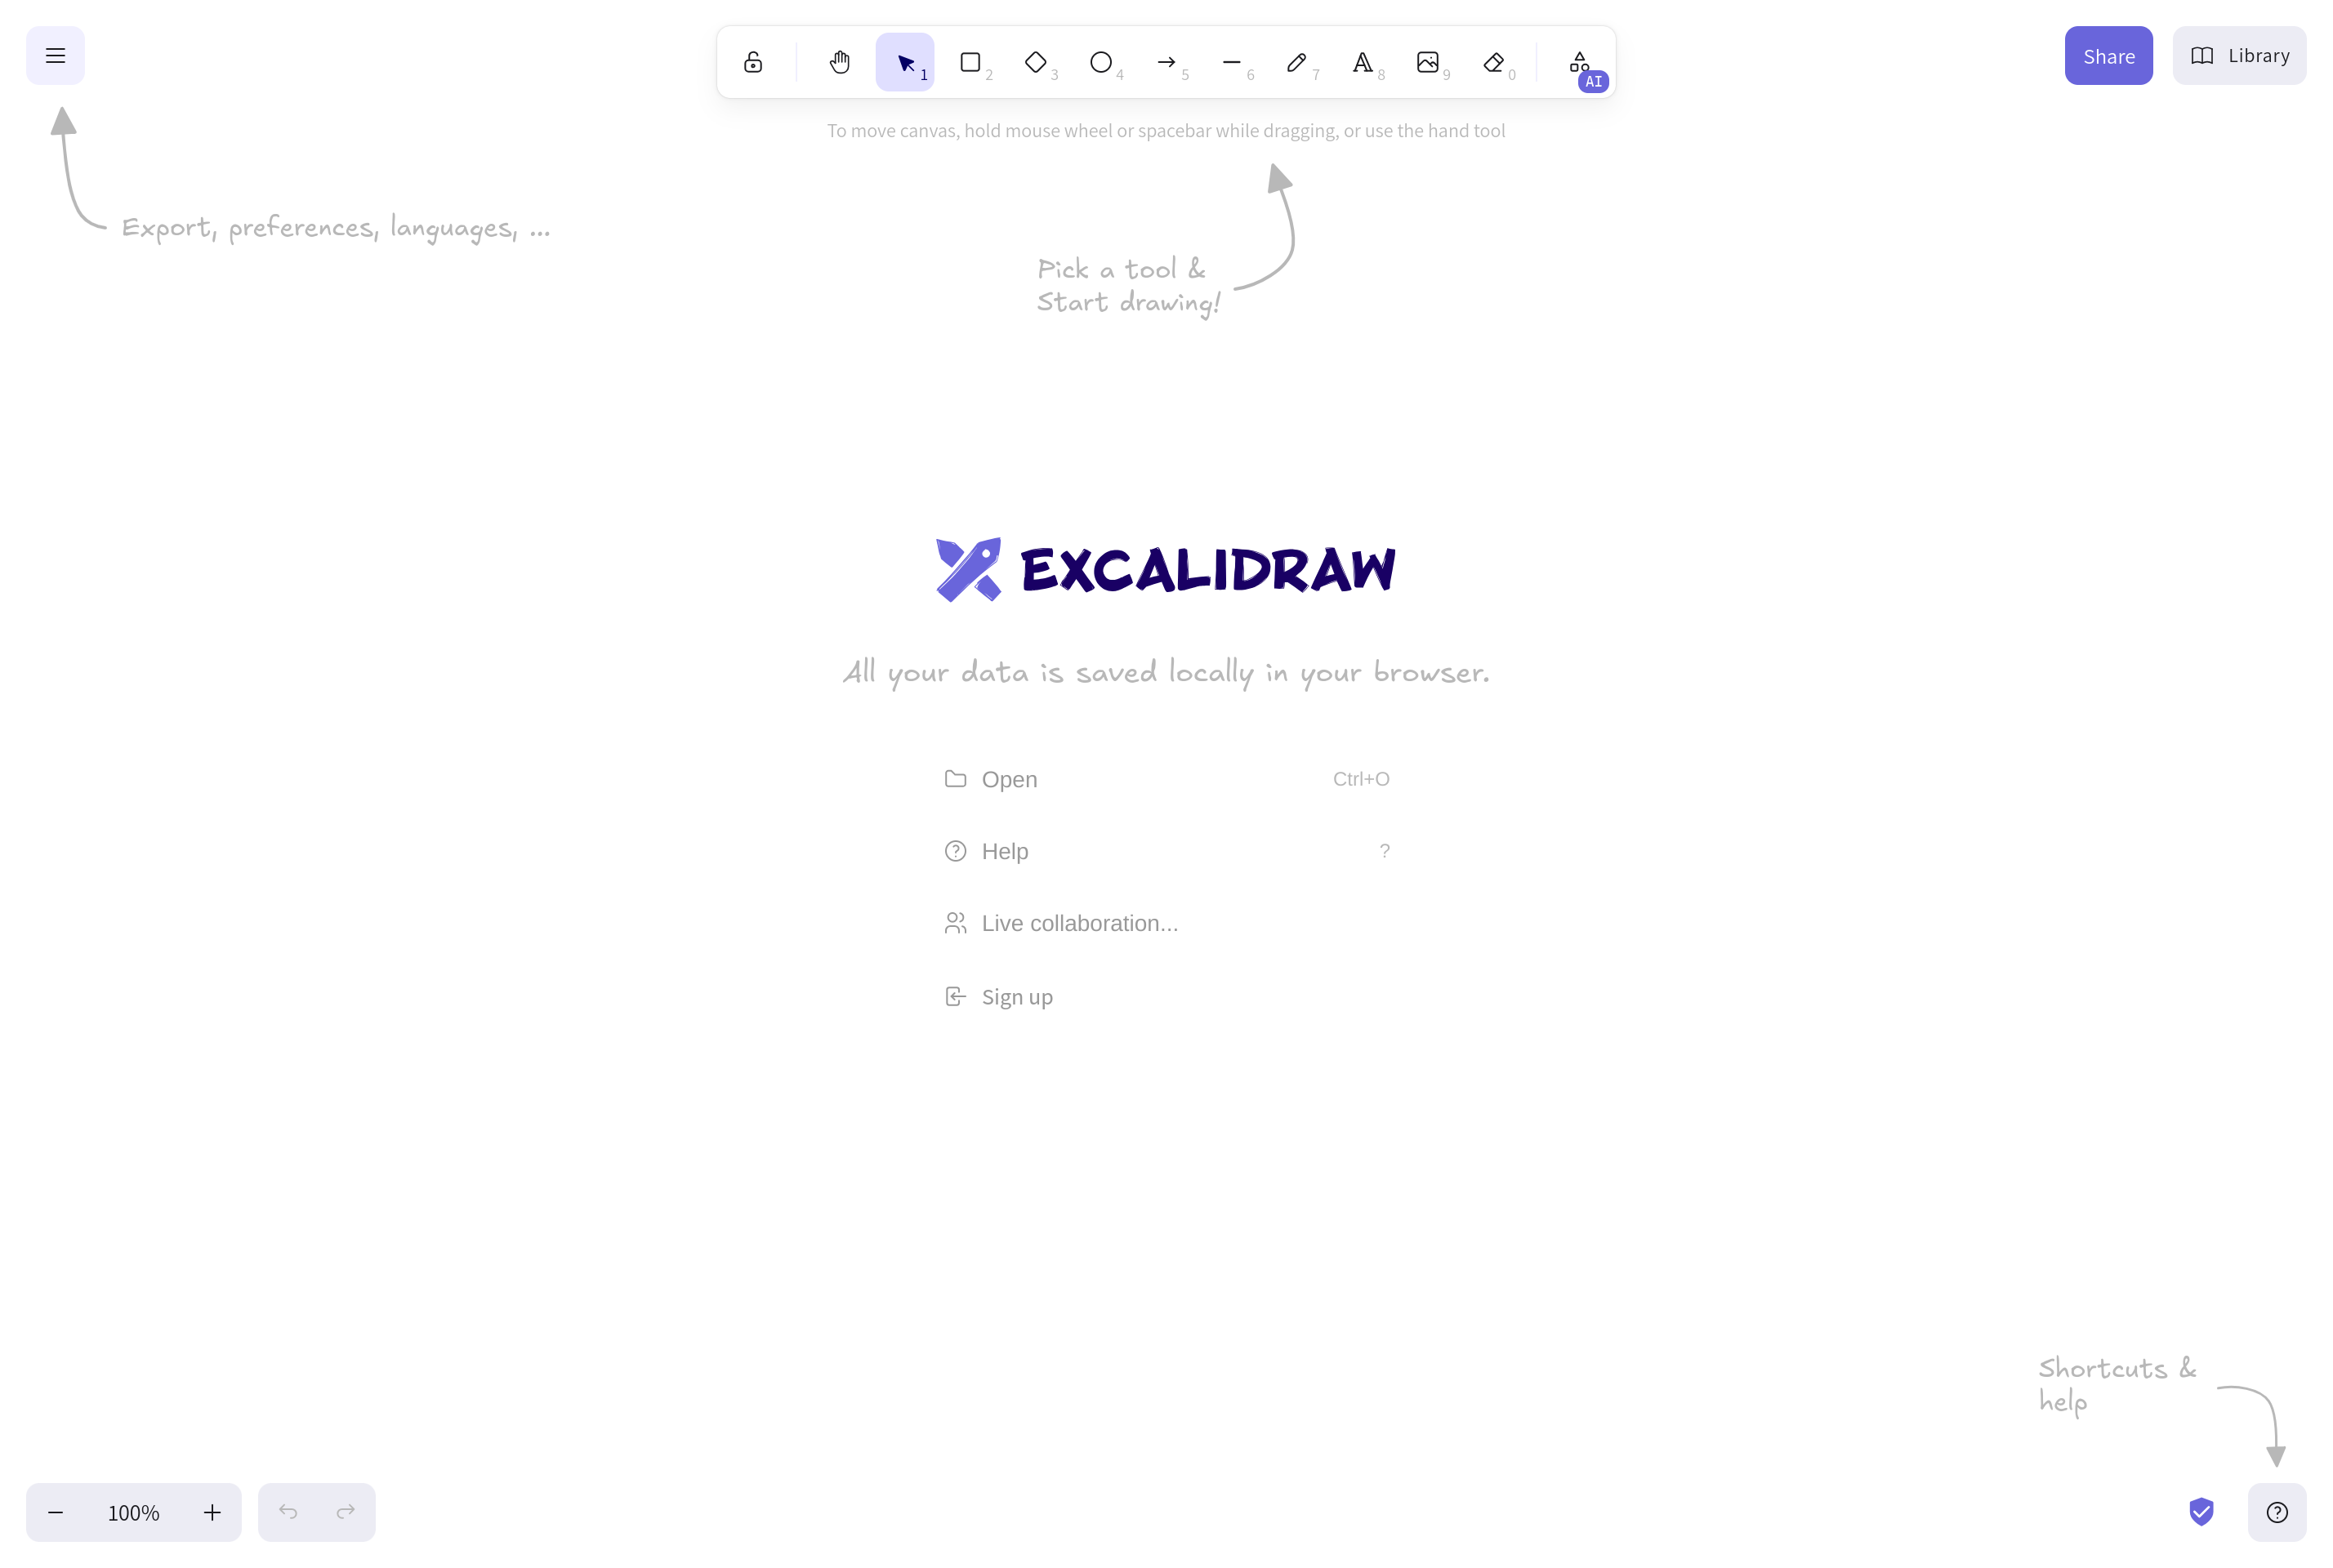 1 2 3 4 5 6 7 8 9 0 AI
Share
Library
To move canvas, hold mouse wheel or spacebar while dragging, or use the hand tool
Export, preferences, languages, ...
Pick a tool &
Start drawing!
EXCALIDRAW
All your data is saved locally in your browser.
Open Ctrl+O
Help ?
Live collaboration...
Sign up
Shortcuts &
help
100%